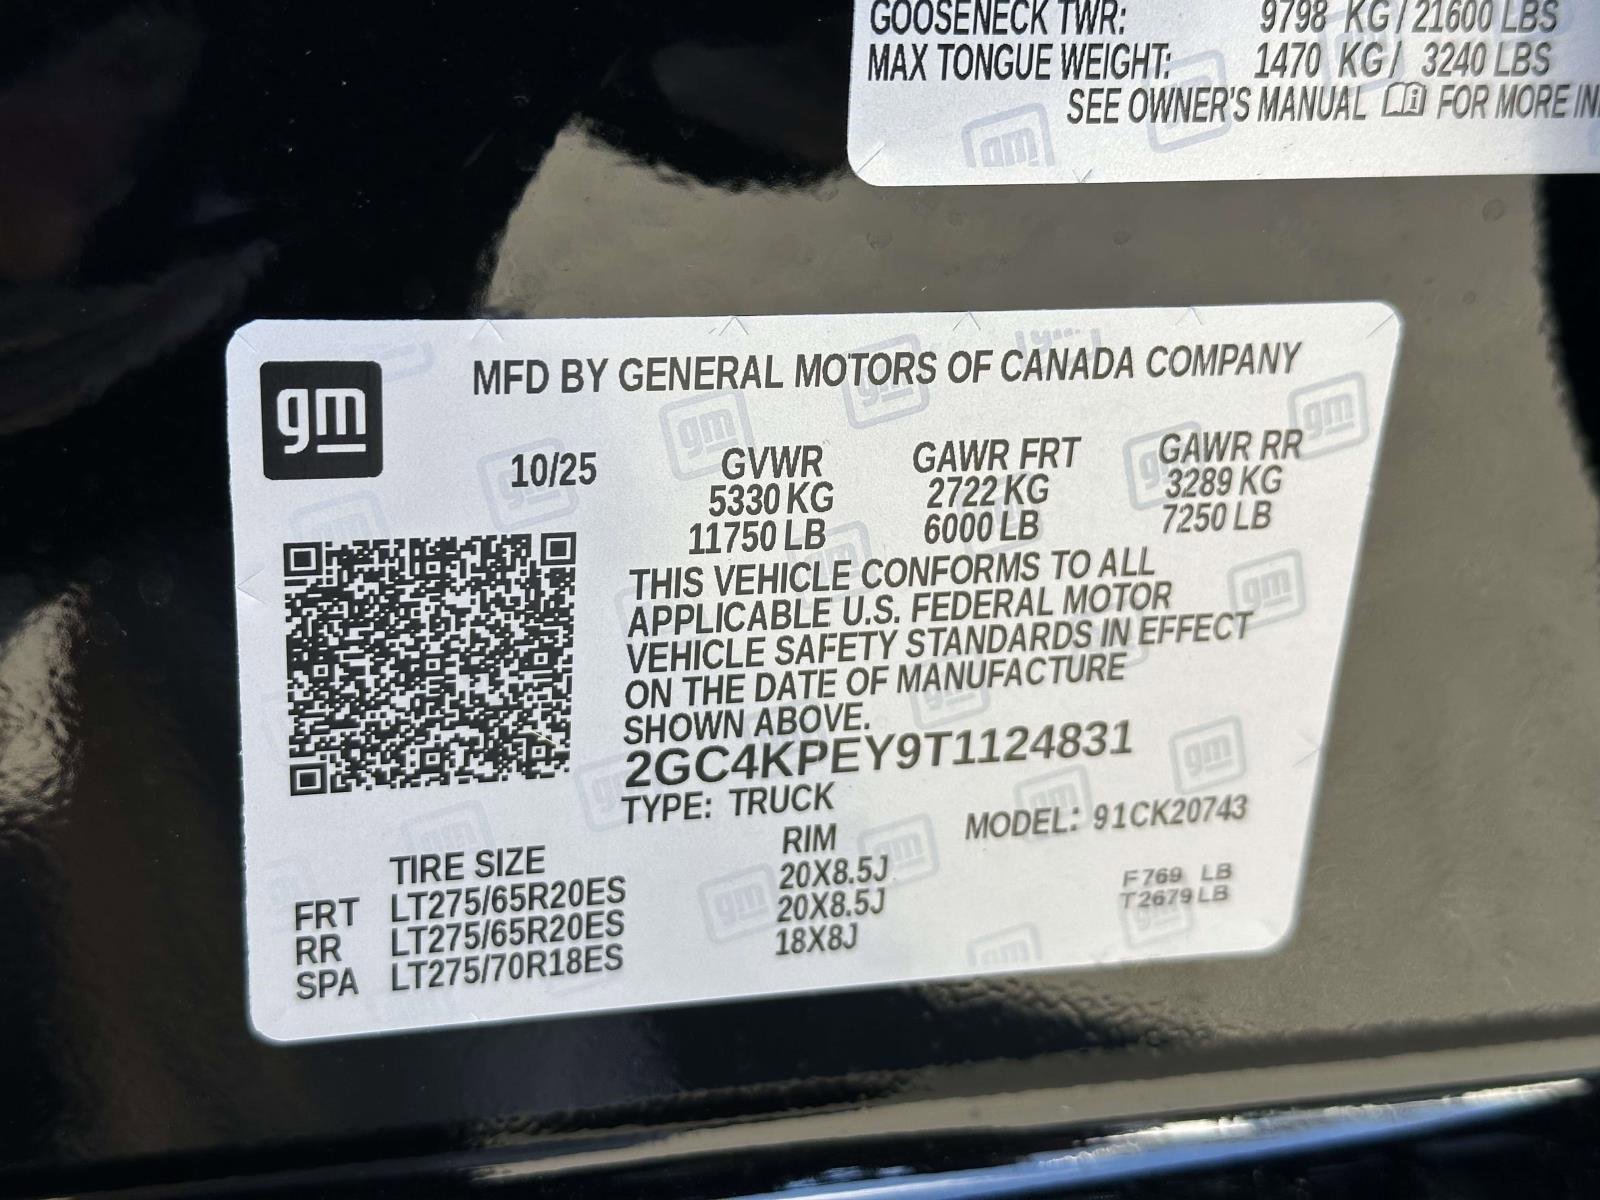 GOOSENECK TWR: 9798 KG/21600 LBS
MAX TONGUE WEIGHT: 1470 KG/ 3240 LBS
SEE OWNER'S MANUAL FOR MORE
gm
MFD BY GENERAL MOTORS OF CANADA COMPANY
10/25 GVWR GAWR FRT GAWR RR
5330 KG 2722 KG 3289 KG
11750 LB 6000 LB 7250 LB
THIS VEHICLE CONFORMS TO ALL
APPLICABLE U.S. FEDERAL MOTOR
VEHICLE SAFETY STANDARDS IN EFFECT
ON THE DATE OF MANUFACTURE
SHOWN ABOVE.
2GC4KPEY9T1124831
TYPE: TRUCK MODEL: 91CK20743
TIRE SIZE RIM
FRT LT275/65R20ES 20X8.5J F769 LB
RR LT275/65R20ES 20X8.5J T2679 LB
SPA LT275/70R18ES 18X8J